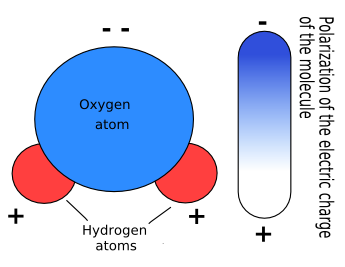 - -
Oxygen
atom
+
+
Hydrogen
atoms
-
+
Polarization of the electric charge
of the molecule